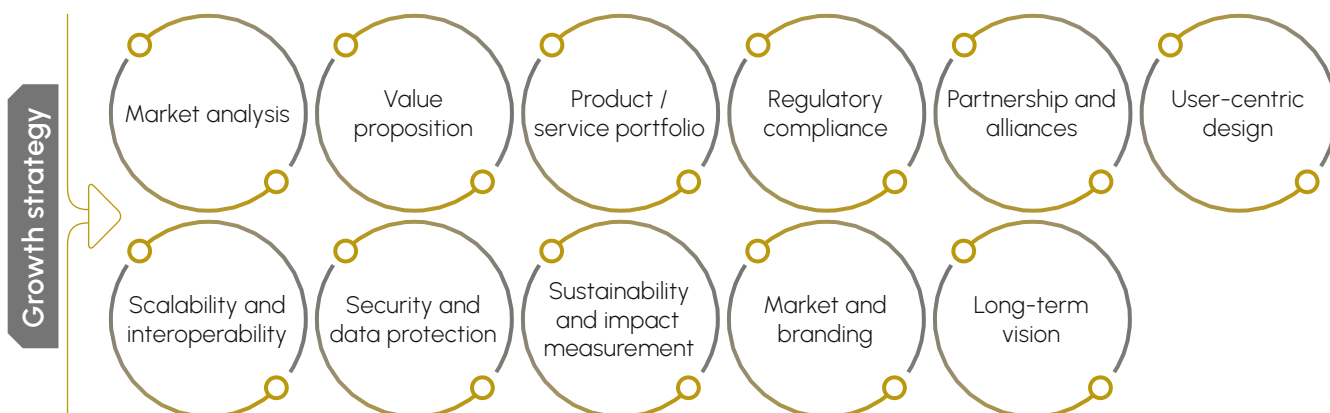 Growth strategy
Market analysis
Value
proposition
Product /
service portfolio
Regulatory
compliance
Partnership and
alliances
User-centric
design
Scalability and
interoperability
Security and
data protection
Sustainability
and impact
measurement
Market and
branding
Long-term
vision